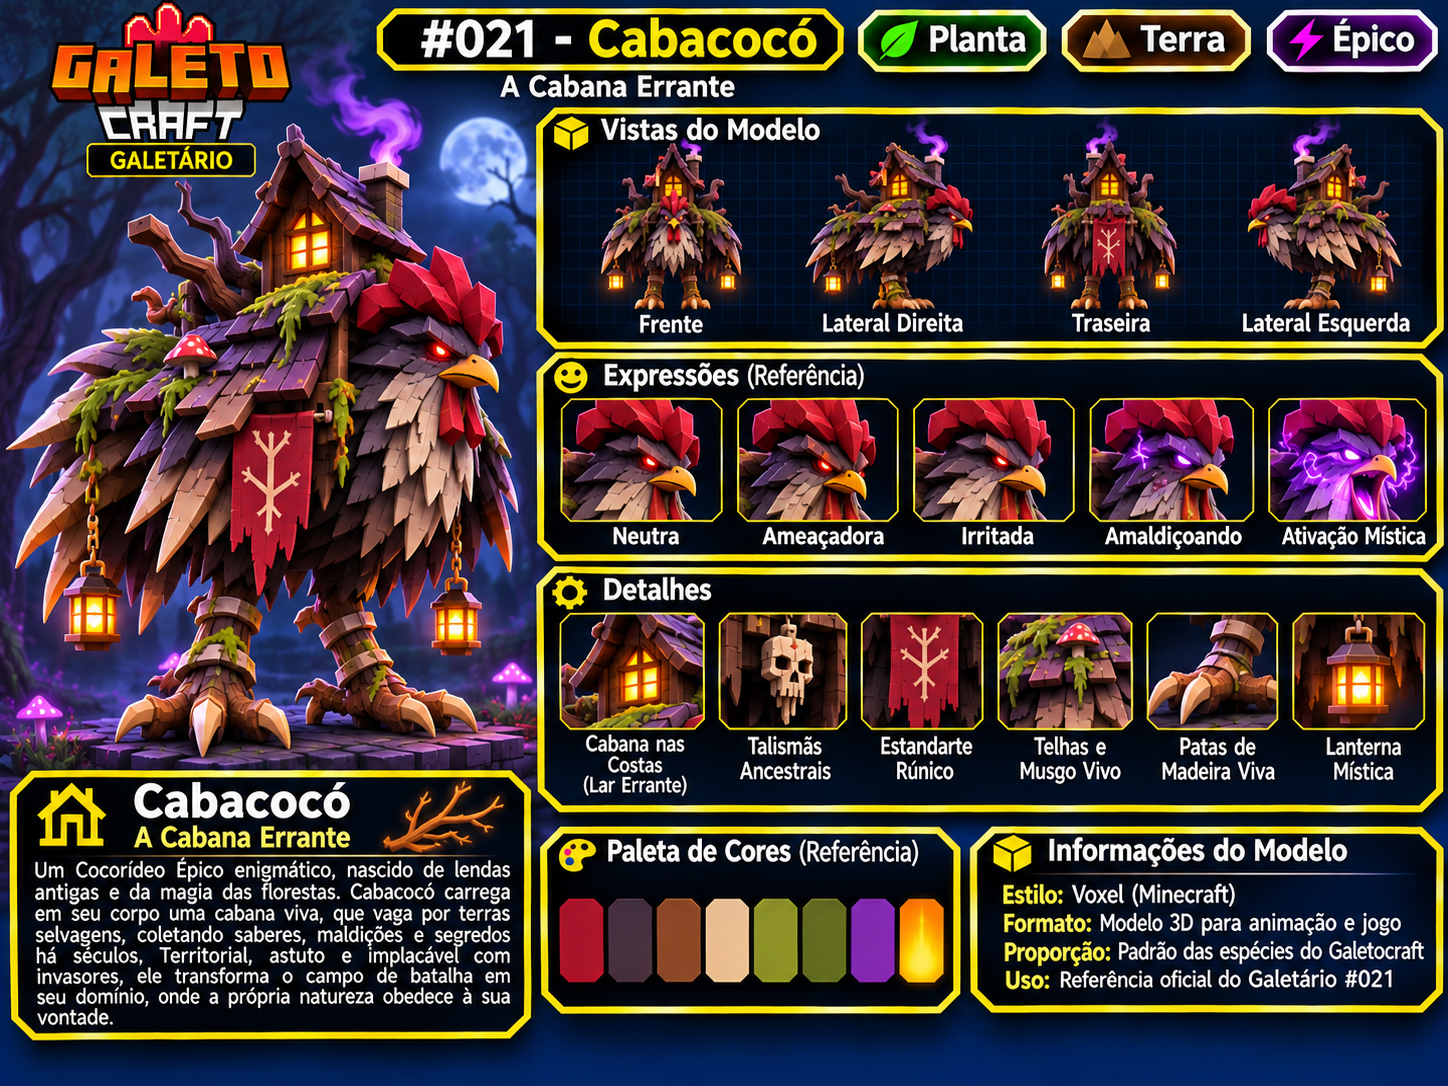 GALETO
CRAFT
GALETÁRIO
#021 - Cabacocó
A Cabana Errante
Planta
Terra
Épico
Vistas do Modelo
Frente
Lateral Direita
Traseira
Lateral Esquerda
Expressões (Referência)
Neutra
Ameaçadora
Irritada
Amaldiçoando
Ativação Mística
Detalhes
Cabana nas
Costas
(Lar Errante)
Talismãs
Ancestrais
Estandarte
Rúnico
Telhas e
Musgo Vivo
Patas de
Madeira Viva
Lanterna
Mística
Cabacocó
A Cabana Errante
Um Cocorídeo Épico enigmático, nascido de lendas
antigas e da magia das florestas. Cabacocó carrega
em seu corpo uma cabana viva, que vaga por terras
selvagens, coletando saberes, maldições e segredos
há séculos, Territorial, astuto e implacável com
invasores, ele transforma o campo de batalha em
seu domínio, onde a própria natureza obedece à sua
vontade.
Paleta de Cores (Referência)
Informações do Modelo
Estilo: Voxel (Minecraft)
Formato: Modelo 3D para animação e jogo
Proporção: Padrão das espécies do Galetocraft
Uso: Referência oficial do Galetário #021